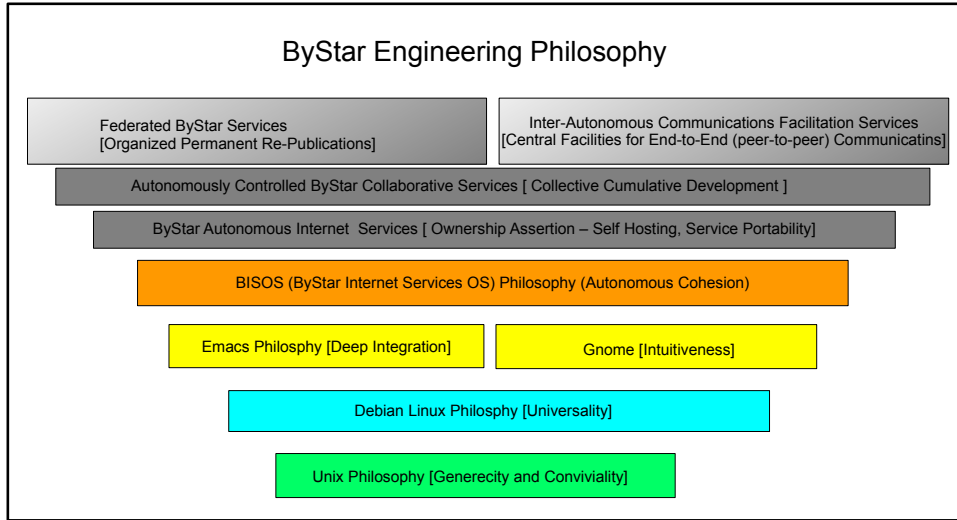 ByStar Engineering Philosophy
Federated ByStar Services
[Organized Permanent Re-Publications]
Inter-Autonomous Communications Facilitation Services
[Central Facilities for End-to-End (peer-to-peer) Communicatins]
Autonomously Controlled ByStar Collaborative Services [ Collective Cumulative Development ]
ByStar Autonomous Internet Services [ Ownership Assertion – Self Hosting, Service Portability]
BISOS (ByStar Internet Services OS) Philosophy (Autonomous Cohesion)
Emacs Philosphy [Deep Integration]
Gnome [Intuitiveness]
Debian Linux Philosphy [Universality]
Unix Philosophy [Generecity and Conviviality]